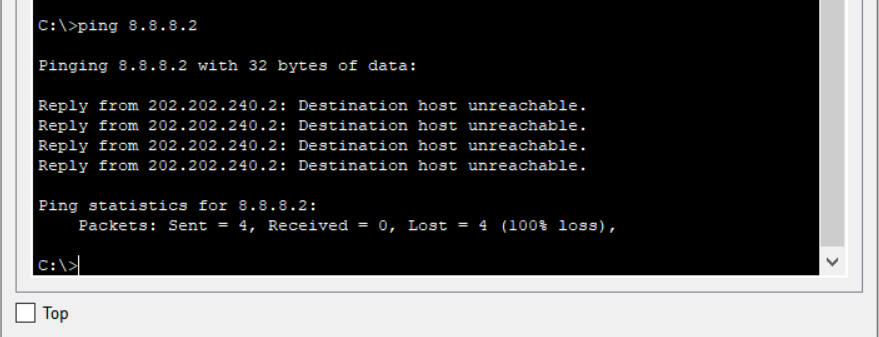 C:\>ping 8.8.8.2
Pinging 8.8.8.2 with 32 bytes of data:
Reply from 202.202.240.2: Destination host unreachable.
Reply from 202.202.240.2: Destination host unreachable.
Reply from 202.202.240.2: Destination host unreachable.
Reply from 202.202.240.2: Destination host unreachable.
Ping statistics for 8.8.8.2:
    Packets: Sent = 4, Received = 0, Lost = 4 (100% loss),
C:\>
Top